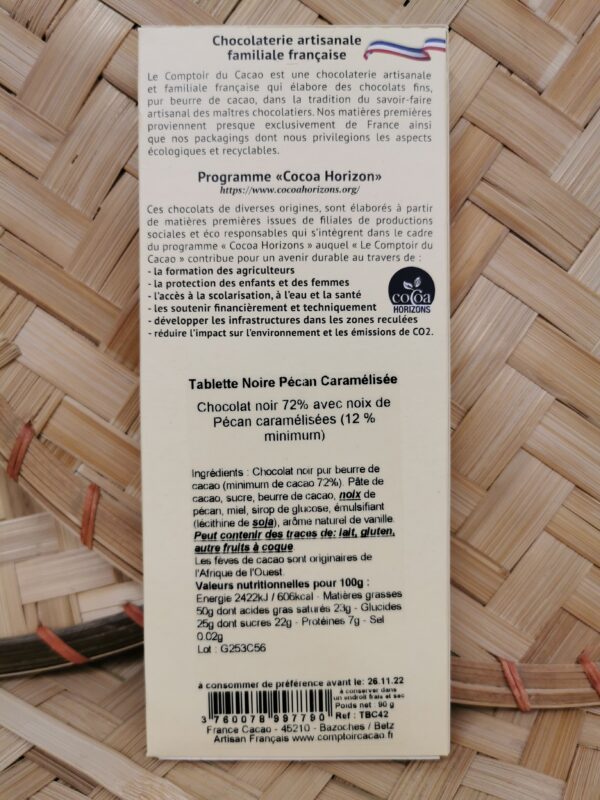 Chocolaterie artisanale
familiale française
Le Comptoir du Cacao est une chocolaterie artisanale
et familiale française qui élabore des chocolats fins,
pur beurre de cacao, dans la tradition du savoir-faire
artisanal des maîtres chocolatiers. Nos matières premières
proviennent presque exclusivement de France ainsi
que nos packagings dont nous privilegions les aspects
écologiques et recyclables.
Programme «Cocoa Horizon»
https://www.cocoahorizons.org/
Ces chocolats de diverses origines, sont élaborés à partir
de matières premières issues de filiales de productions
sociales et éco responsables qui s'intègrent dans le cadre
du programme « Cocoa Horizons » auquel « Le Comptoir du
Cacao » contribue pour un avenir durable au travers de :
- la formation des agriculteurs
- la protection des enfants et des femmes
- l'accès à la scolarisation, à l'eau et la santé
- les soutenir financièrement et techniquement
- développer les infrastructures dans les zones reculées
- réduire l'impact sur l'environnement et les émissions de CO2.
cocoa
HORIZONS
Tablette Noire Pécan Caramélisée
Chocolat noir 72% avec noix de
Pécan caramélisées (12 %
minimum)
Ingrédients : Chocolat noir pur beurre de
cacao (minimum de cacao 72%). Pâte de
cacao, sucre, beurre de cacao, noix de
pécan, miel, sirop de glucose, émulsifiant
(lécithine de soja), arôme naturel de vanille.
Peut contenir des traces de: lait, gluten,
autre fruits à coque
Les fèves de cacao sont originaires de
l'Afrique de l'Ouest.
Valeurs nutritionnelles pour 100g :
Energie 2422kJ / 606kcal - Matières grasses
50g dont acides gras saturés 23g - Glucides
25g dont sucres 22g - Protéines 7g - Sel
0.02g
Lot : G253C56
à consommer de préférence avant le: 26.11.22
à conserver dans
un endroit frais et sec
Poids net : 90 g
3 760078 997790 Ref : TBC42
France Cacao - 45210 - Bazoches / Betz
Artisan Français www.comptoircacao.fr